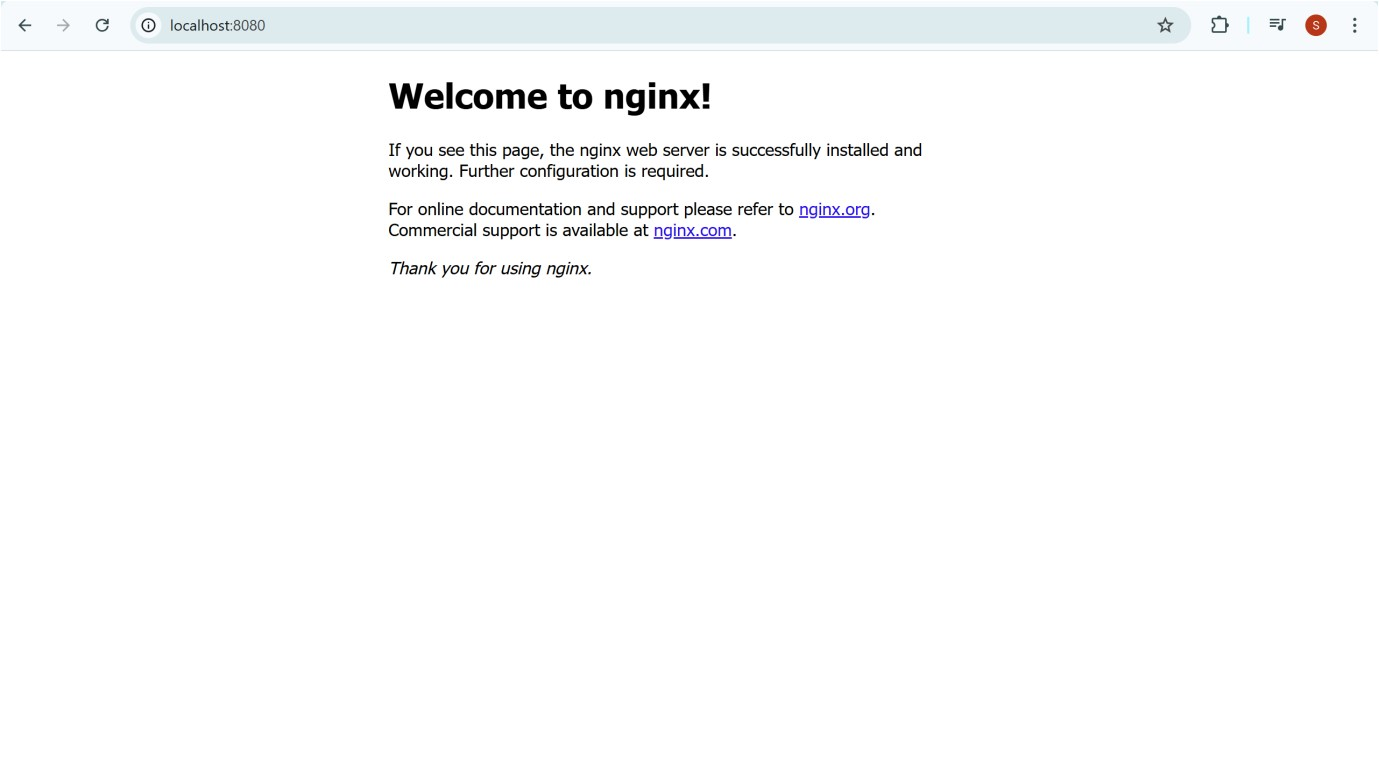 localhost:8080
S
Welcome to nginx!
If you see this page, the nginx web server is successfully installed and
working. Further configuration is required.
For online documentation and support please refer to nginx.org.
Commercial support is available at nginx.com.
Thank you for using nginx.